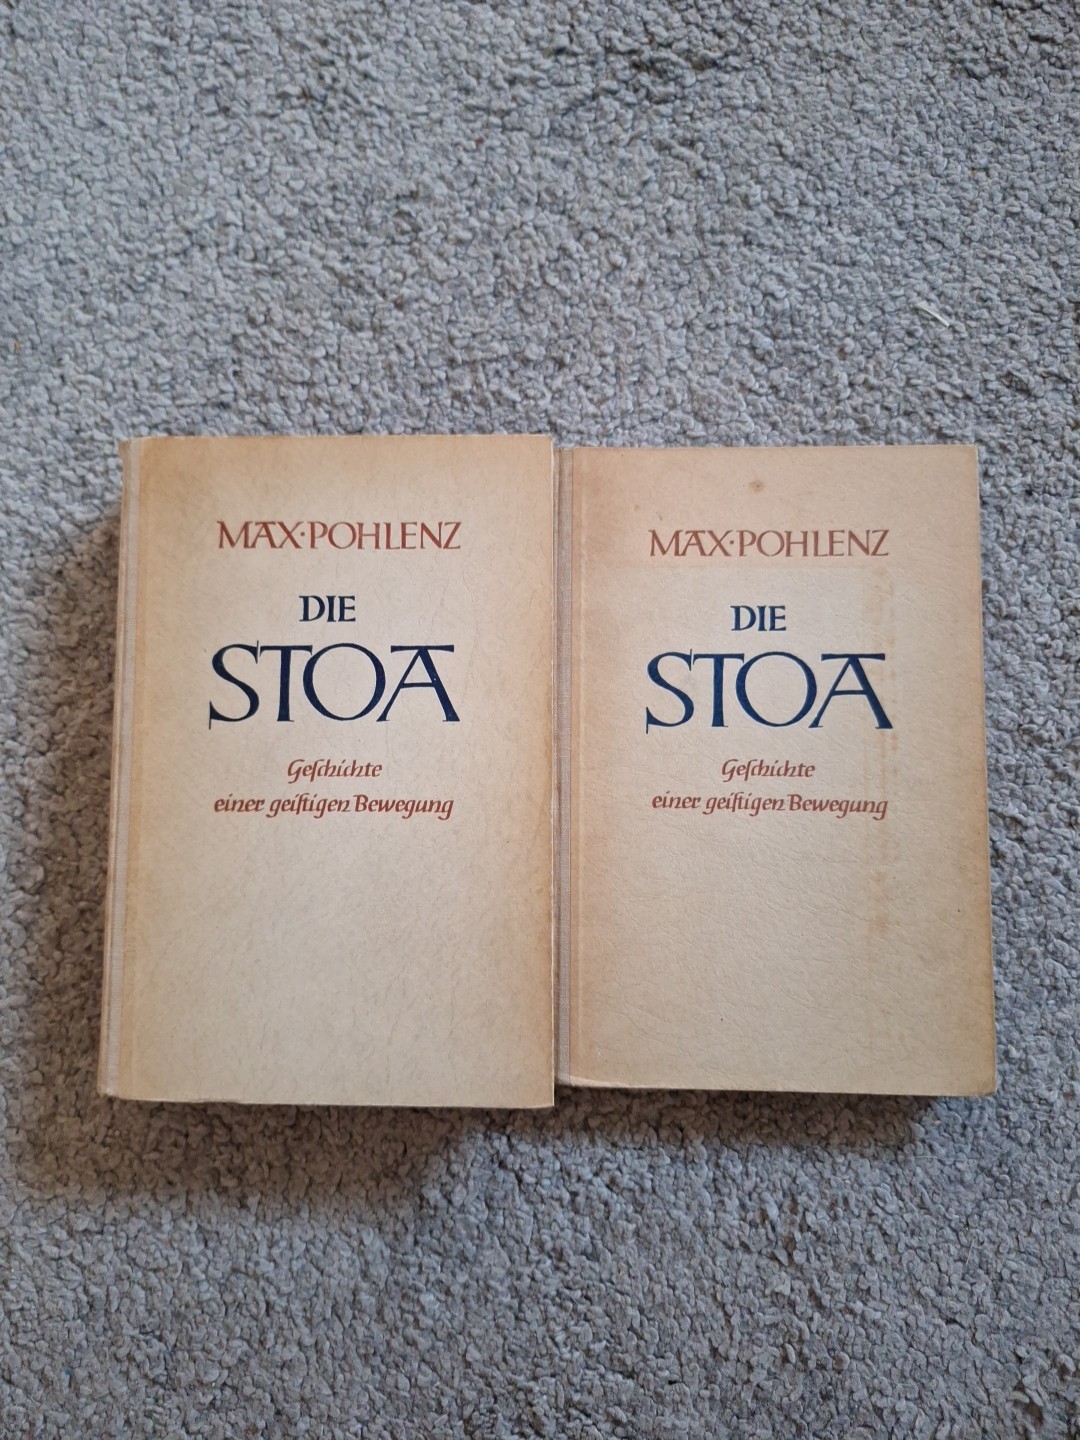 MAX·POHLENZ
DIE
STOA
Geſchichte
einer geiſtigen Bewegung
MAX·POHLENZ
DIE
STOA
Geſchichte
einer geiſtigen Bewegung